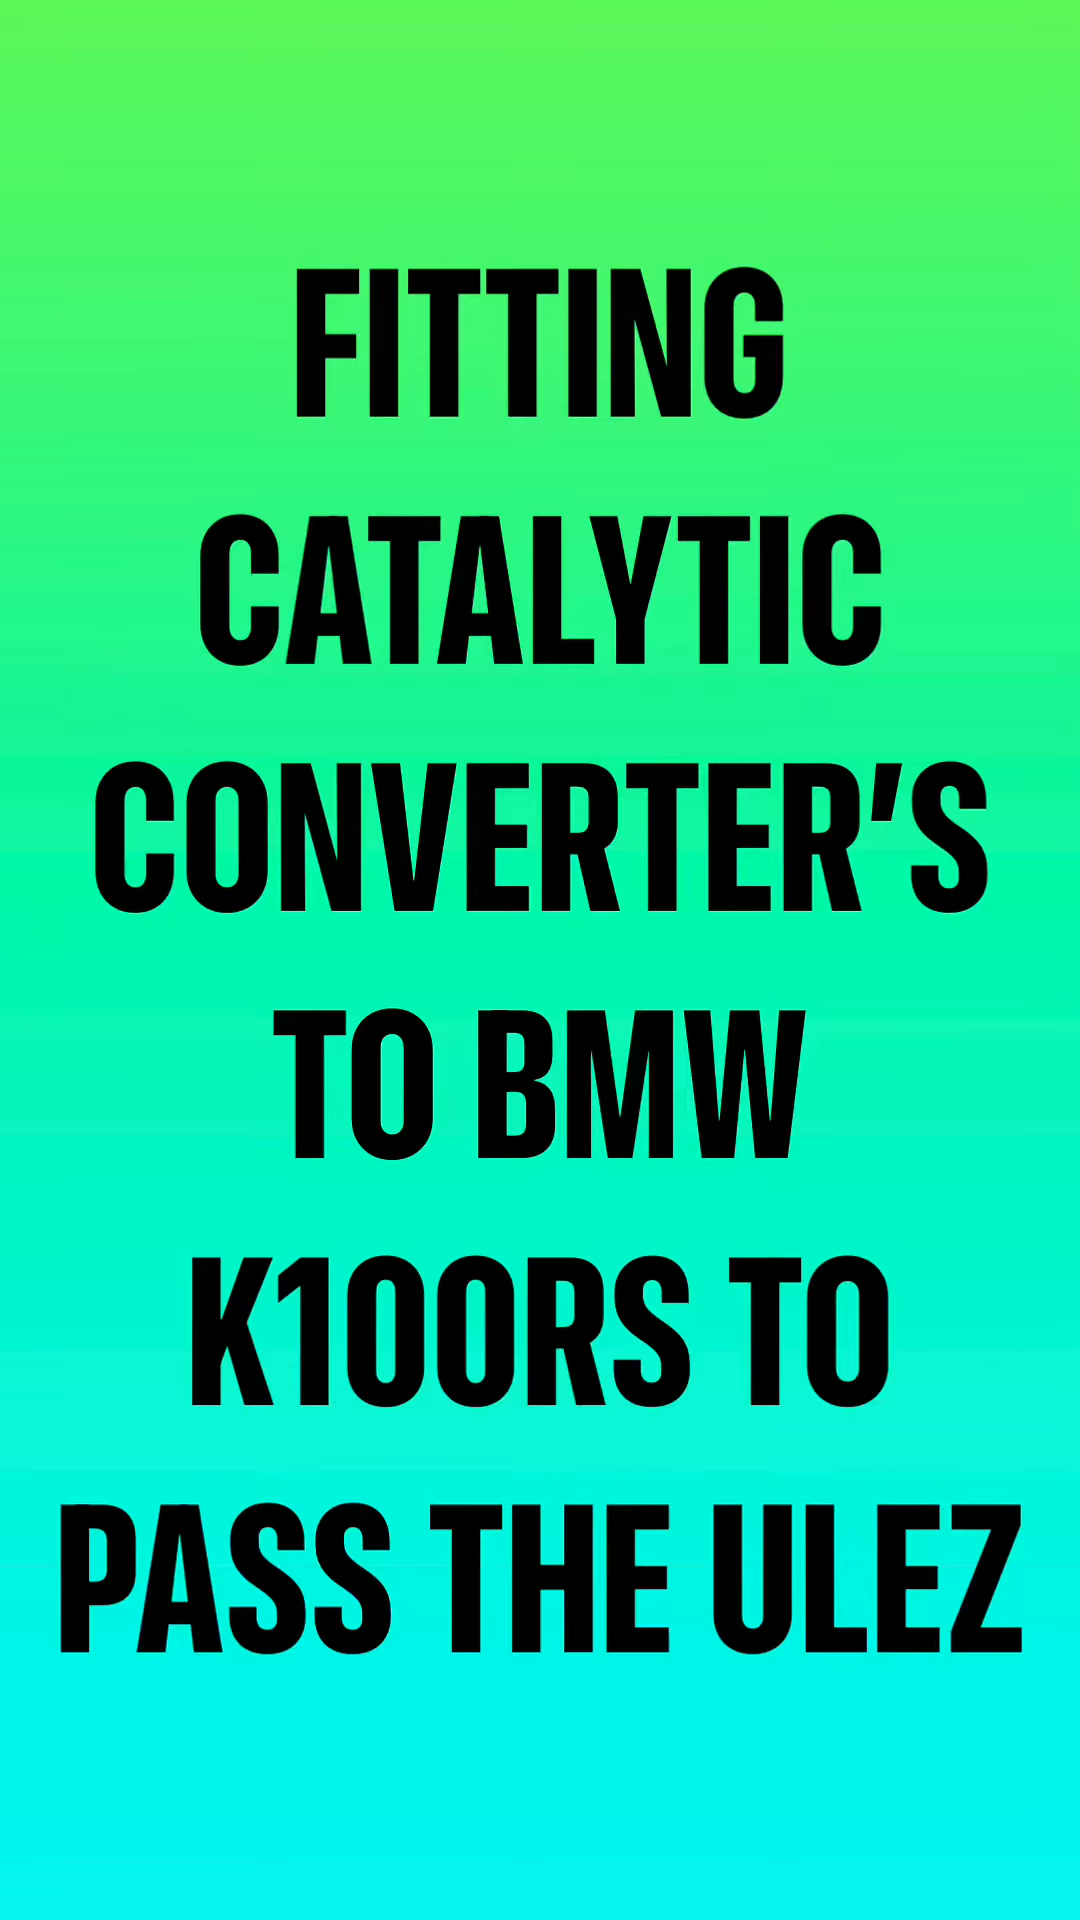 FITTING
CATALYTIC
CONVERTER'S
TO BMW
K100RS TO
PASS THE ULEZ